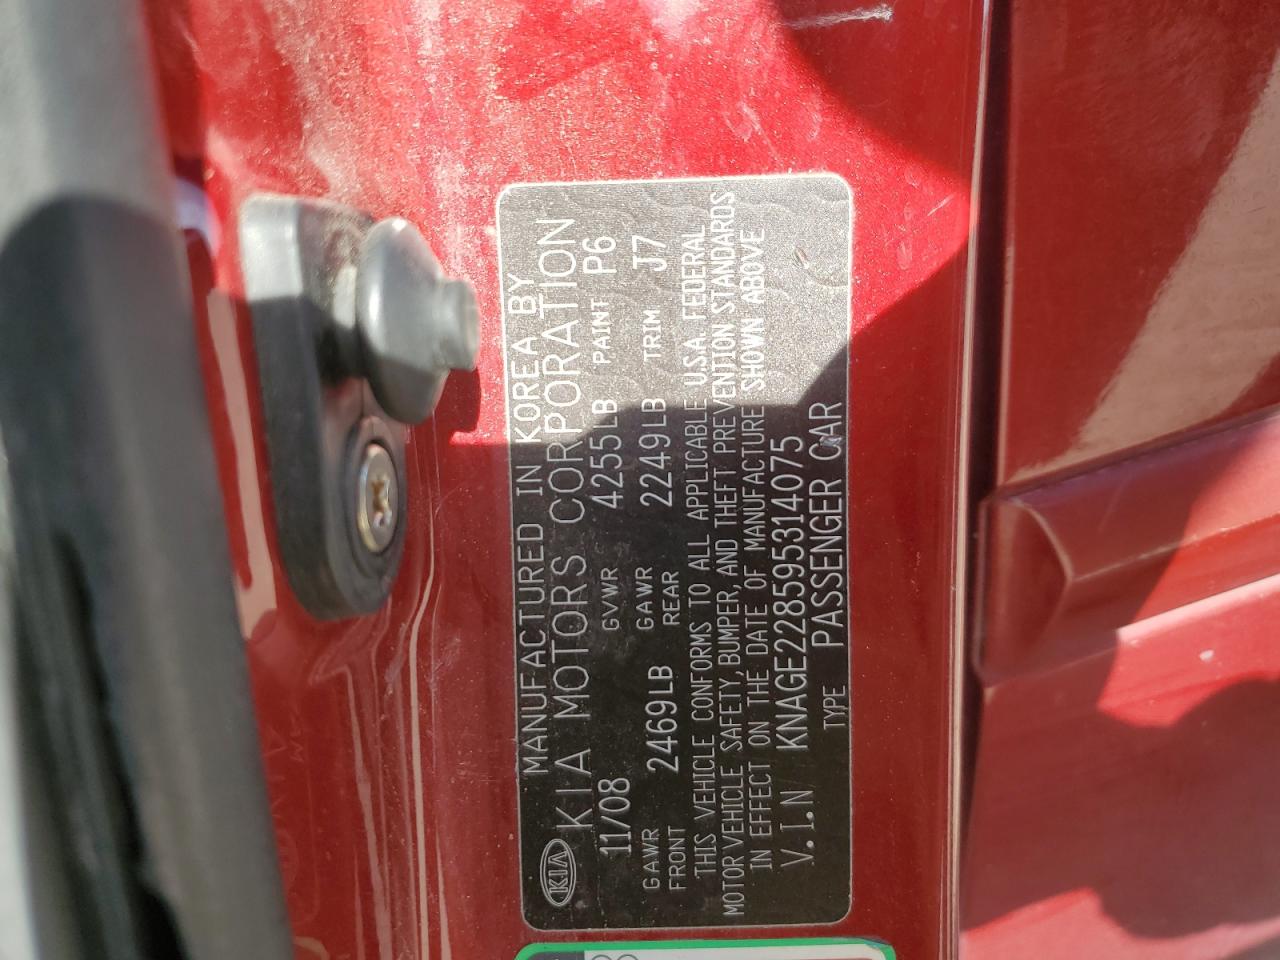 MANUFACTURED IN KOREA BY
KIA KIA MOTORS CORPORATION
11/08 GVWR 4255LB PAINT P6
GAWR FRONT 2469LB GAWR REAR 2249LB TRIM J7
THIS VEHICLE CONFORMS TO ALL APPLICABLE U.S.A. FEDERAL
MOTOR VEHICLE SAFETY, BUMPER, AND THEFT PREVENTION STANDARDS
IN EFFECT ON THE DATE OF MANUFACTURE SHOWN ABOVE
V.I.N KNAGE228595314075
TYPE PASSENGER CAR